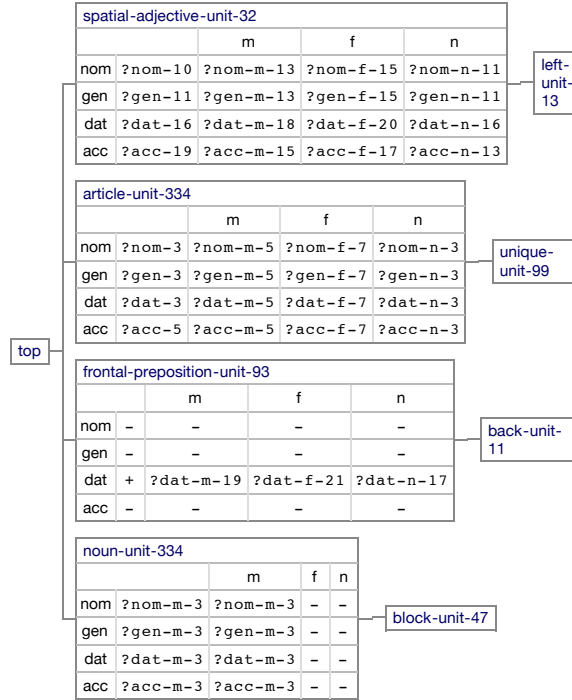 spatial-adjective-unit-32
m f n
nom ?nom-10 ?nom-m-13 ?nom-f-15 ?nom-n-11
gen ?gen-11 ?gen-m-13 ?gen-f-15 ?gen-n-11
dat ?dat-16 ?dat-m-18 ?dat-f-20 ?dat-n-16
acc ?acc-19 ?acc-m-15 ?acc-f-17 ?acc-n-13
left-
unit-
13
article-unit-334
m f n
nom ?nom-3 ?nom-m-5 ?nom-f-7 ?nom-n-3
gen ?gen-3 ?gen-m-5 ?gen-f-7 ?gen-n-3
dat ?dat-3 ?dat-m-5 ?dat-f-7 ?dat-n-3
acc ?acc-5 ?acc-m-5 ?acc-f-7 ?acc-n-3
unique-
unit-99
top
frontal-preposition-unit-93
m f n
nom – – – –
gen – – – –
dat + ?dat-m-19 ?dat-f-21 ?dat-n-17
acc – – – –
back-unit-
11
noun-unit-334
m f n
nom ?nom-m-3 ?nom-m-3 – –
gen ?gen-m-3 ?gen-m-3 – –
dat ?dat-m-3 ?dat-m-3 – –
acc ?acc-m-3 ?acc-m-3 – –
block-unit-47